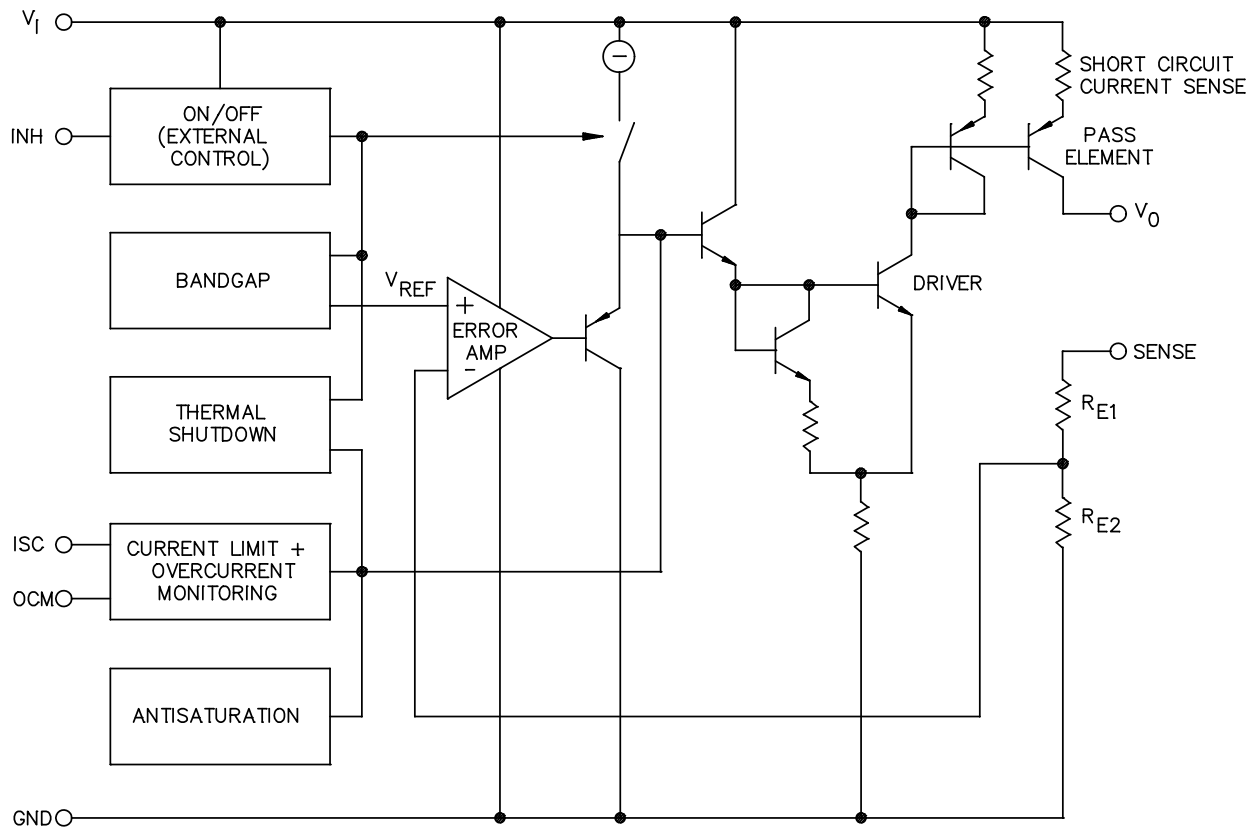 V_I
INH
ON/OFF
(EXTERNAL
CONTROL)
SHORT CIRCUIT
CURRENT SENSE
PASS
ELEMENT
V_O
BANDGAP
V_REF
+
ERROR
AMP
-
DRIVER
SENSE
R_E1
R_E2
THERMAL
SHUTDOWN
ISC
OCM
CURRENT LIMIT +
OVERCURRENT
MONITORING
ANTISATURATION
GND